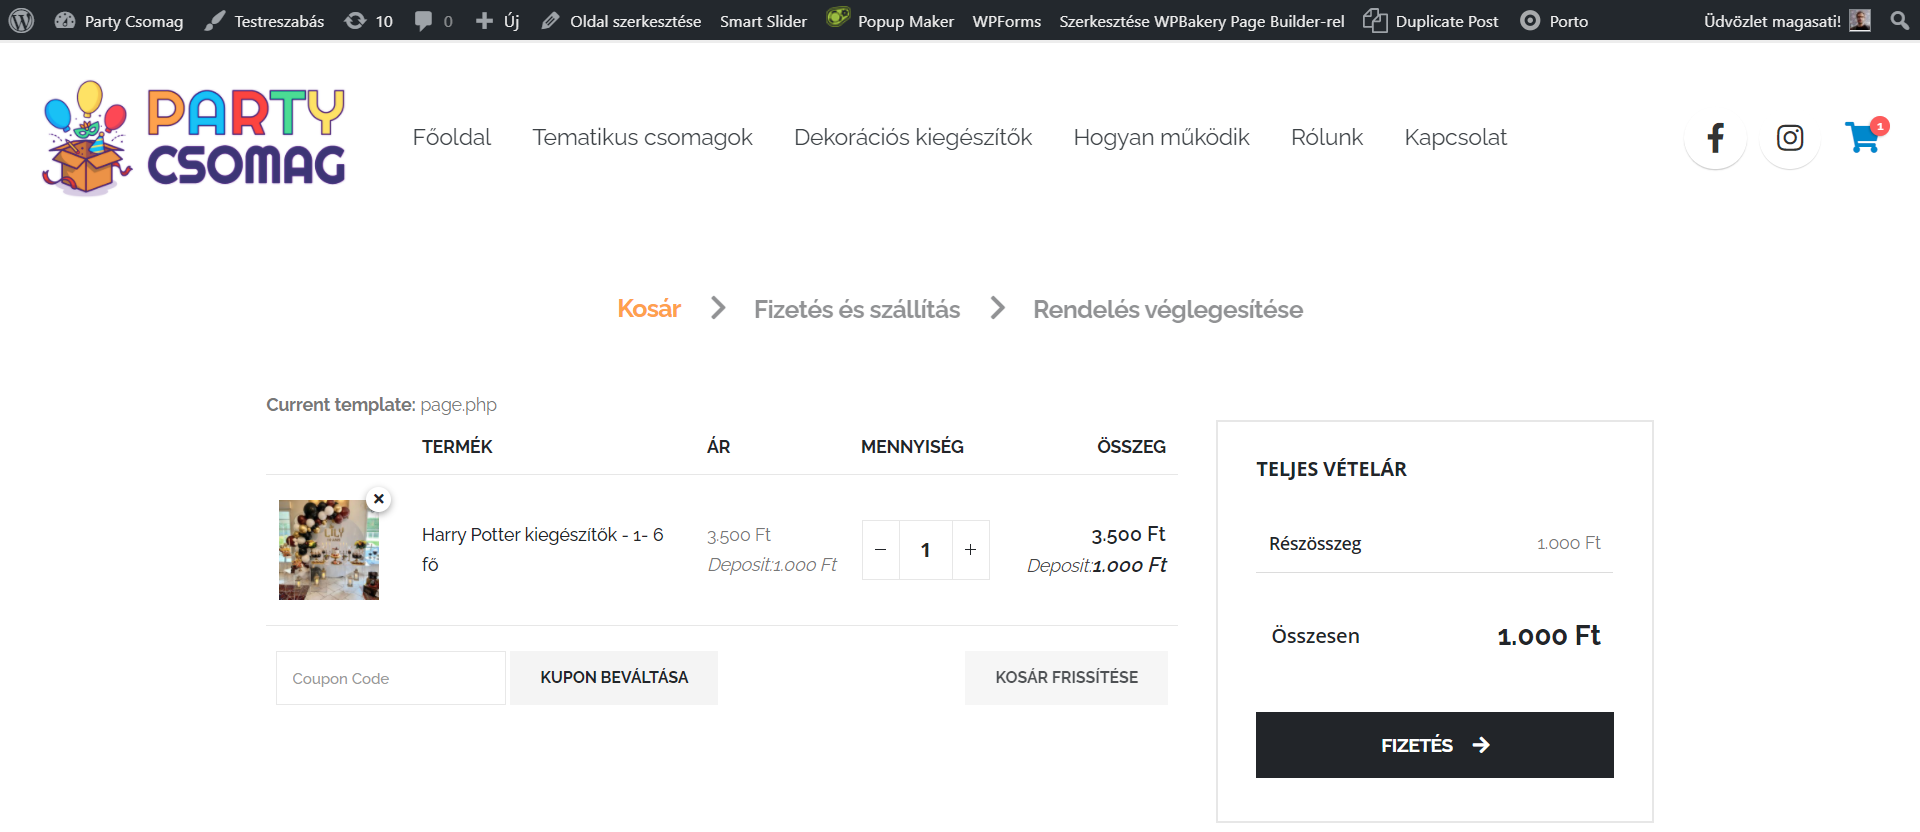 Party Csomag Testreszabás 10 0 Új Oldal szerkesztése Smart Slider Popup Maker WPForms Szerkesztése WPBakery Page Builder-rel Duplicate Post Porto Üdvözlet magasati!
PARTY
CSOMAG
Főoldal Tematikus csomagok Dekorációs kiegészítők Hogyan működik Rólunk Kapcsolat
1
Kosár Fizetés és szállítás Rendelés véglegesítése
Current template: page.php
TERMÉK ÁR MENNYISÉG ÖSSZEG
LILY
Harry Potter kiegészítők - 1- 6
fő
3.500 Ft
Deposit:1.000 Ft
− 1 +
3.500 Ft
Deposit:1.000 Ft
Coupon Code KUPON BEVÁLTÁSA KOSÁR FRISSÍTÉSE
TELJES VÉTELÁR
Részösszeg 1.000 Ft
Összesen 1.000 Ft
FIZETÉS